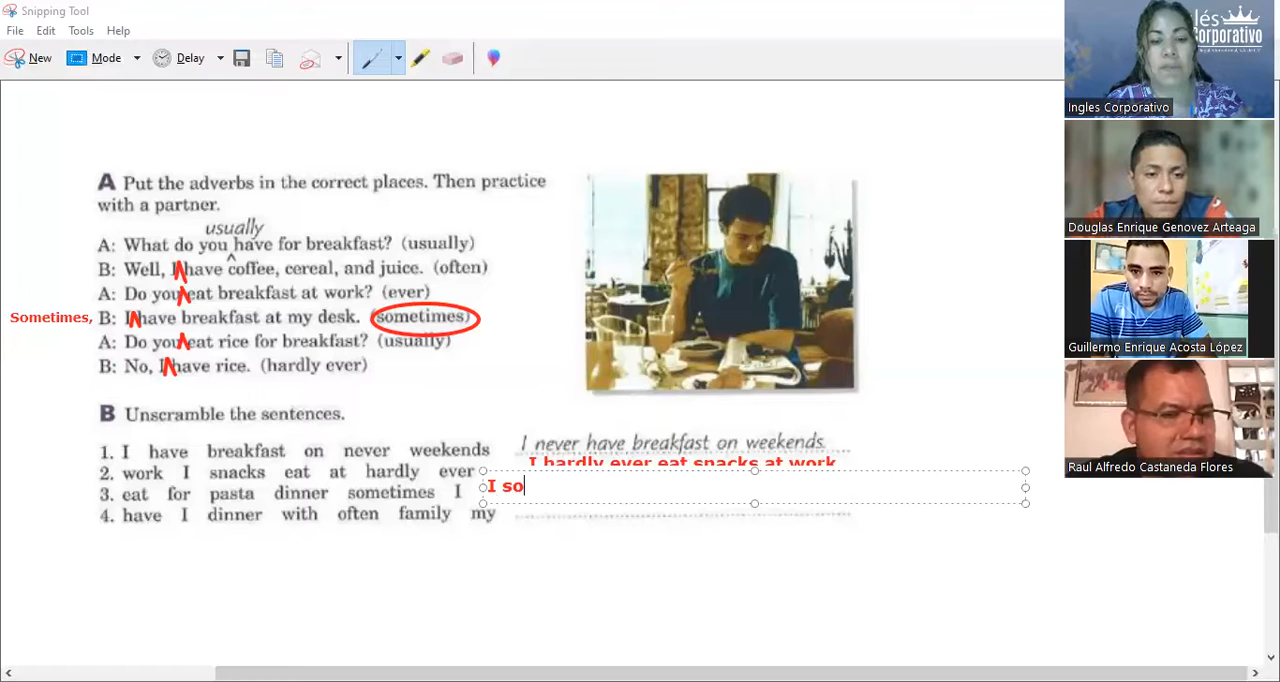 Snipping Tool
File Edit Tools Help
New Mode Delay
lés
Corporativo
Ingles Corporativo
Douglas Enrique Genovez Arteaga
Guillermo Enrique Acosta López
Raul Alfredo Castaneda Flores
A Put the adverbs in the correct places. Then practice
with a partner.
usually
A: What do you have for breakfast? (usually)
B: Well, I have coffee, cereal, and juice. (often)
A: Do you eat breakfast at work? (ever)
Sometimes, B: I have breakfast at my desk. (sometimes)
A: Do you eat rice for breakfast? (usually)
B: No, I have rice. (hardly ever)
B Unscramble the sentences.
1. I have breakfast on never weekends I never have breakfast on weekends.
2. work I snacks eat at hardly ever I hardly ever eat snacks at work
3. eat for pasta dinner sometimes I I so
4. have I dinner with often family my